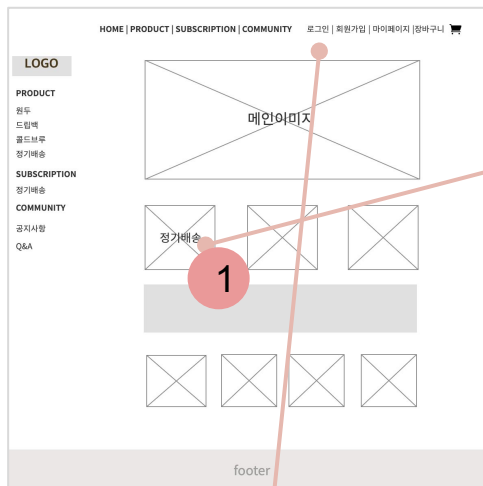 HOME | PRODUCT | SUBSCRIPTION | COMMUNITY 로그인 | 회원가입 | 마이페이지 |장바구니
LOGO
PRODUCT
원두
드립백
콜드브루
정기배송
SUBSCRIPTION
정기배송
COMMUNITY
공지사항
Q&A
메인이미지
정기배송
1
footer